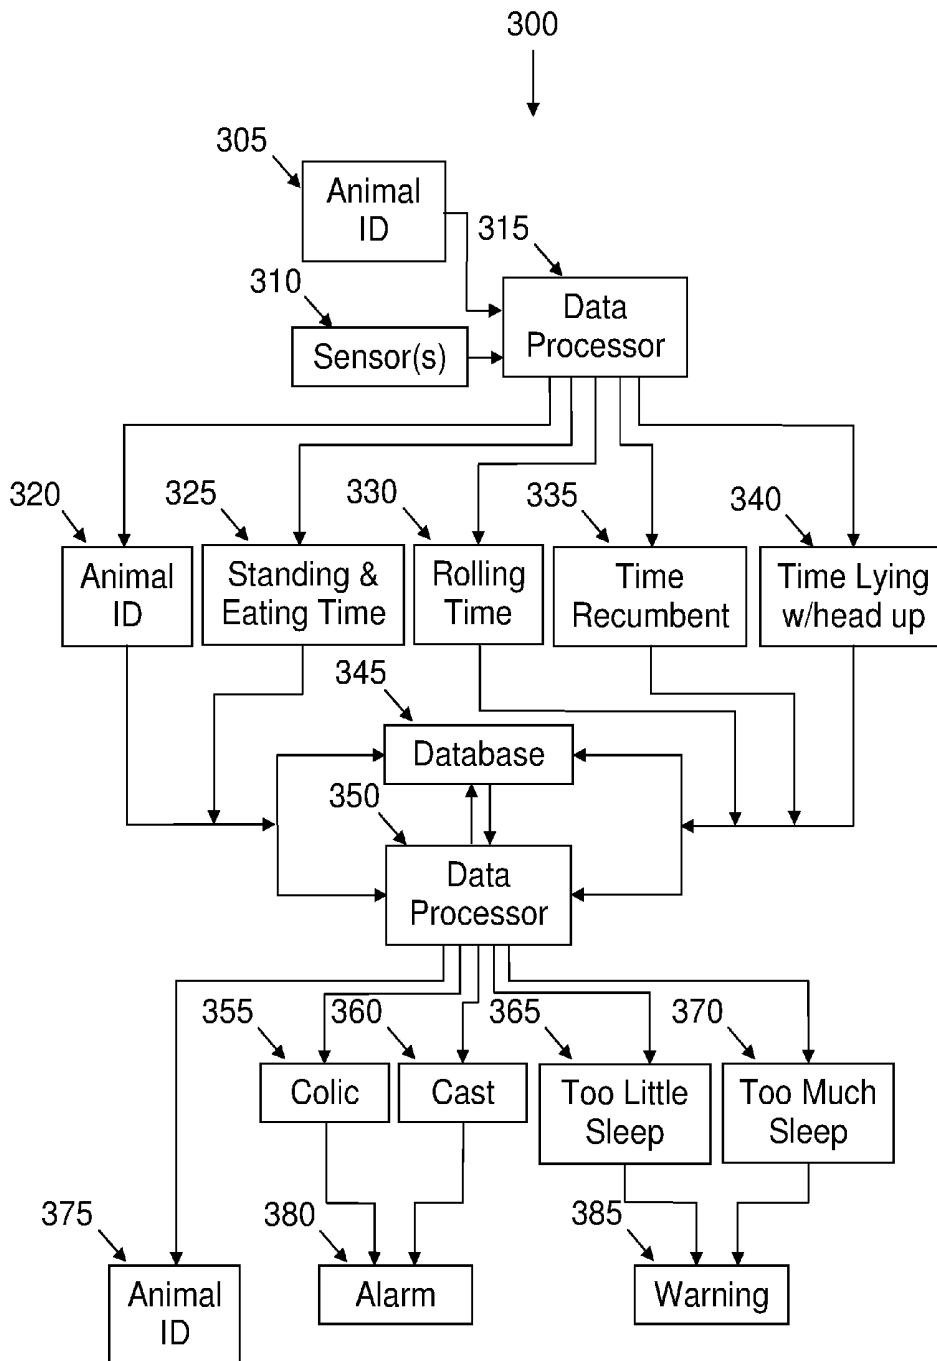 300
305
Animal
ID
315
310
Data
Processor
Sensor(s)
320
325
330
335
340
Animal
ID
Standing &
Eating Time
Rolling
Time
Time
Recumbent
Time Lying
w/head up
345
Database
350
Data
Processor
355
360
365
370
Colic
Cast
Too Little
Sleep
Too Much
Sleep
375
380
385
Animal
ID
Alarm
Warning